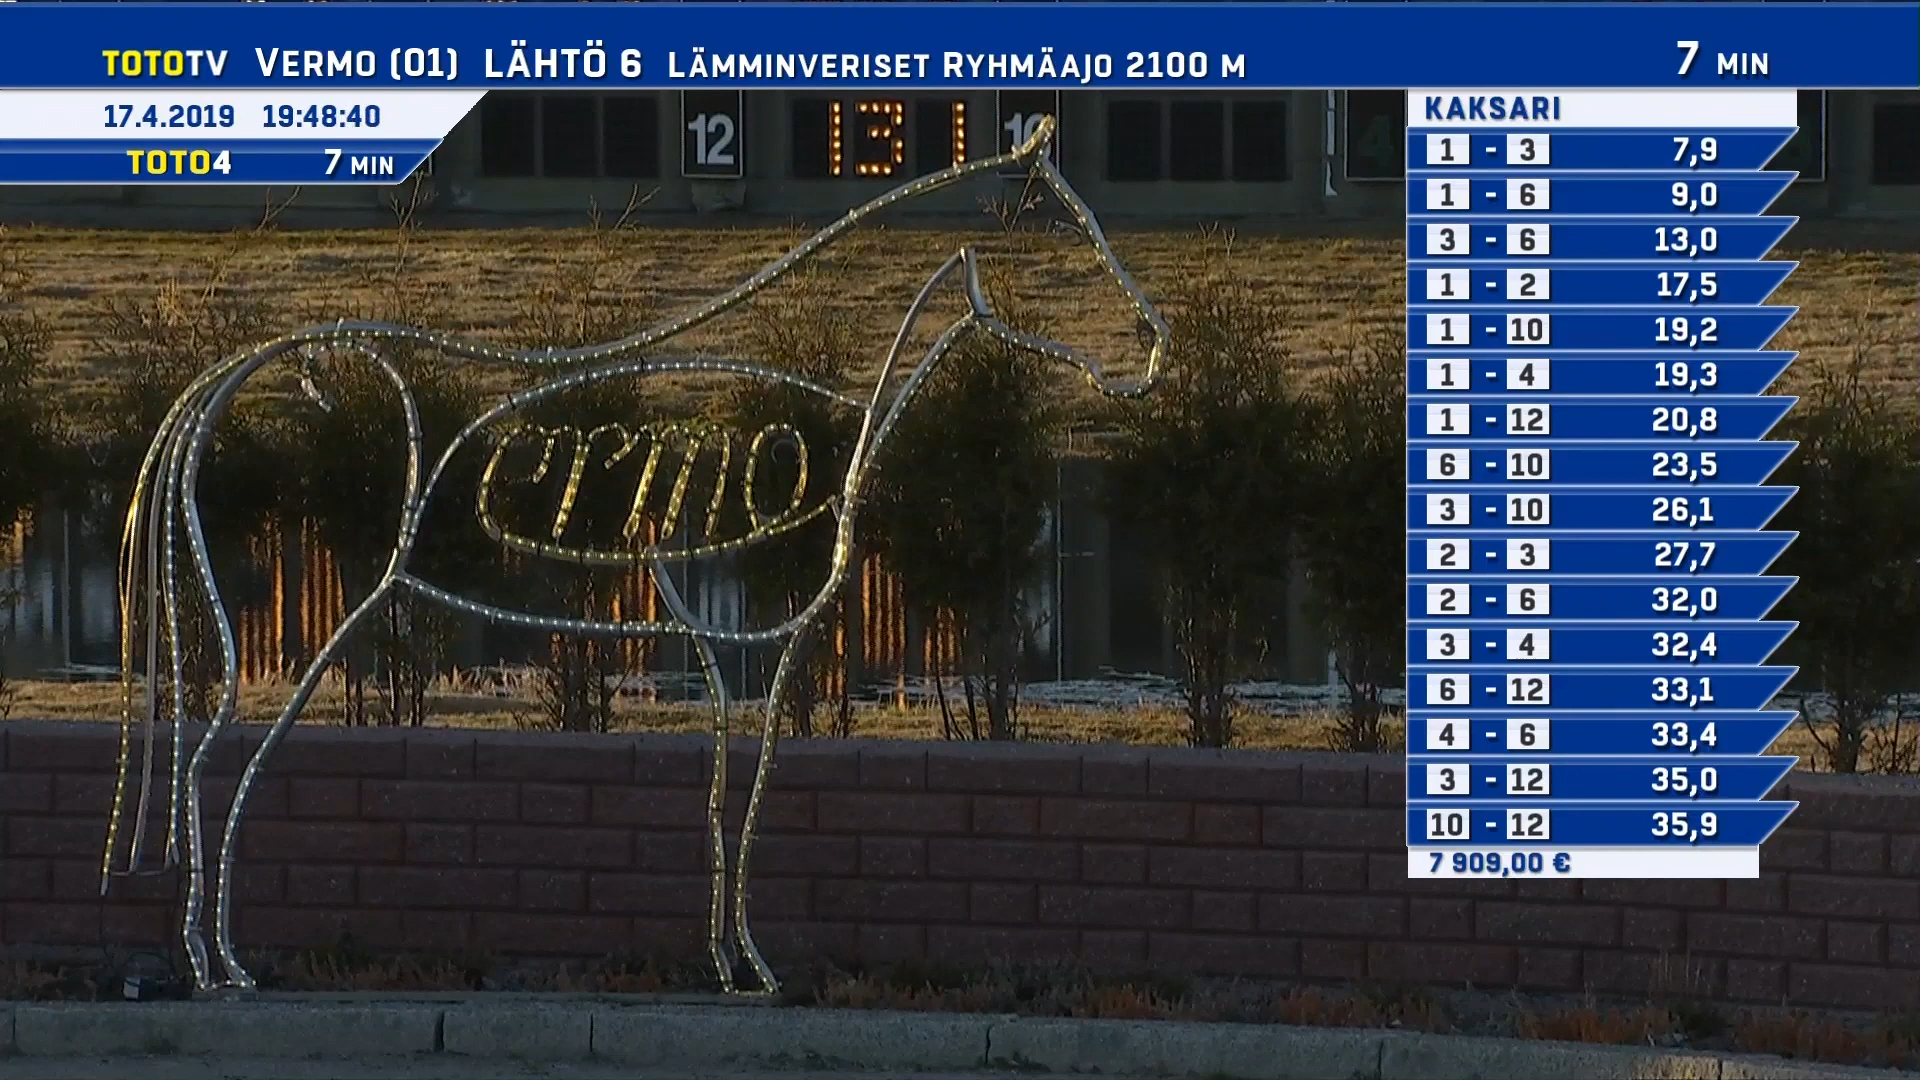 TOTOTV VERMO (01) LÄHTÖ 6 LÄMMINVERISET RYHMÄAJO 2100 M 7 MIN
17.4.2019 19:48:40
TOTO4 7 MIN
12 131 10 4
ermo
KAKSARI
1 - 3 7,9
1 - 6 9,0
3 - 6 13,0
1 - 2 17,5
1 - 10 19,2
1 - 4 19,3
1 - 12 20,8
6 - 10 23,5
3 - 10 26,1
2 - 3 27,7
2 - 6 32,0
3 - 4 32,4
6 - 12 33,1
4 - 6 33,4
3 - 12 35,0
10 - 12 35,9
7 909,00 €